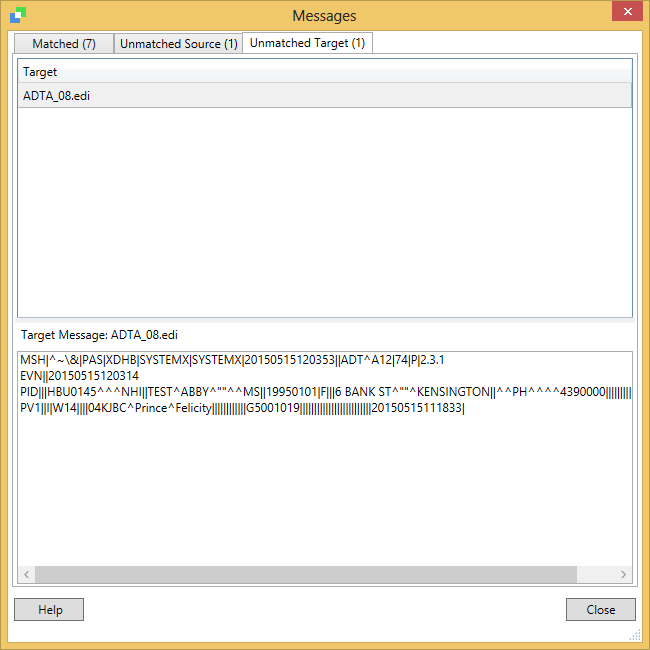 Messages
Matched (7) Unmatched Source (1) Unmatched Target (1)
Target
ADTA_08.edi
Target Message: ADTA_08.edi
MSH|^~\&|PAS|XDHB|SYSTEMX|SYSTEMX|20150515120353||ADT^A12|74|P|2.3.1
EVN||20150515120314
PID|||HBU0145^^^NHI||TEST^ABBY^""^^MS||19950101|F|||6 BANK ST^""^KENSINGTON||^^PH^^^^4390000|||||||||
PV1||I|W14||||04KJBC^Prince^Felicity||||||||||||G5001019|||||||||||||||||||||||||20150515111833|
Help Close